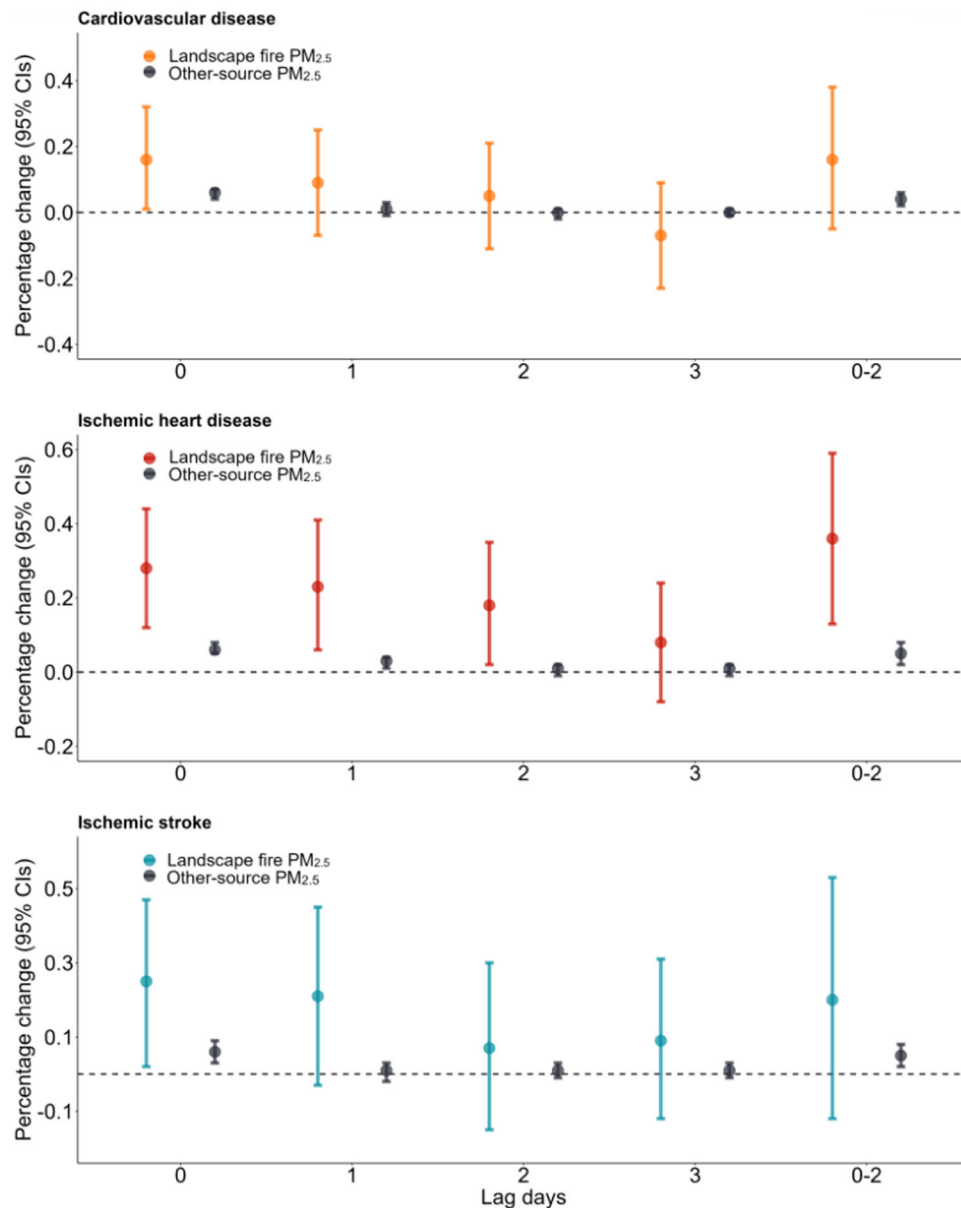 Cardiovascular disease
Landscape fire PM2.5
Other-source PM2.5
Percentage change (95% CIs)
0.4
0.2
0.0
-0.2
-0.4
0 1 2 3 0-2
Ischemic heart disease
Landscape fire PM2.5
Other-source PM2.5
Percentage change (95% CIs)
0.6
0.4
0.2
0.0
-0.2
0 1 2 3 0-2
Ischemic stroke
Landscape fire PM2.5
Other-source PM2.5
Percentage change (95% CIs)
0.5
0.3
0.1
-0.1
0 1 2 3 0-2
Lag days